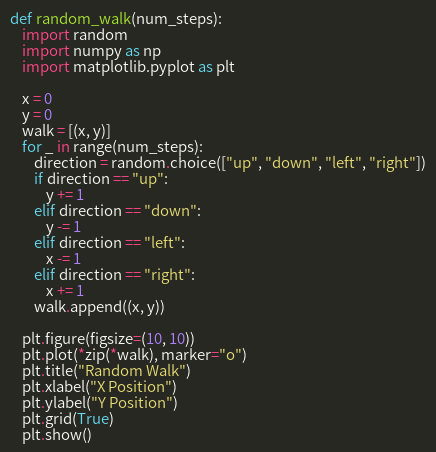 def random_walk(num_steps):
    import random
    import numpy as np
    import matplotlib.pyplot as plt

    x = 0
    y = 0
    walk = [(x, y)]
    for _ in range(num_steps):
        direction = random.choice(["up", "down", "left", "right"])
        if direction == "up":
            y += 1
        elif direction == "down":
            y -= 1
        elif direction == "left":
            x -= 1
        elif direction == "right":
            x += 1
        walk.append((x, y))

    plt.figure(figsize=(10, 10))
    plt.plot(*zip(*walk), marker="o")
    plt.title("Random Walk")
    plt.xlabel("X Position")
    plt.ylabel("Y Position")
    plt.grid(True)
    plt.show()